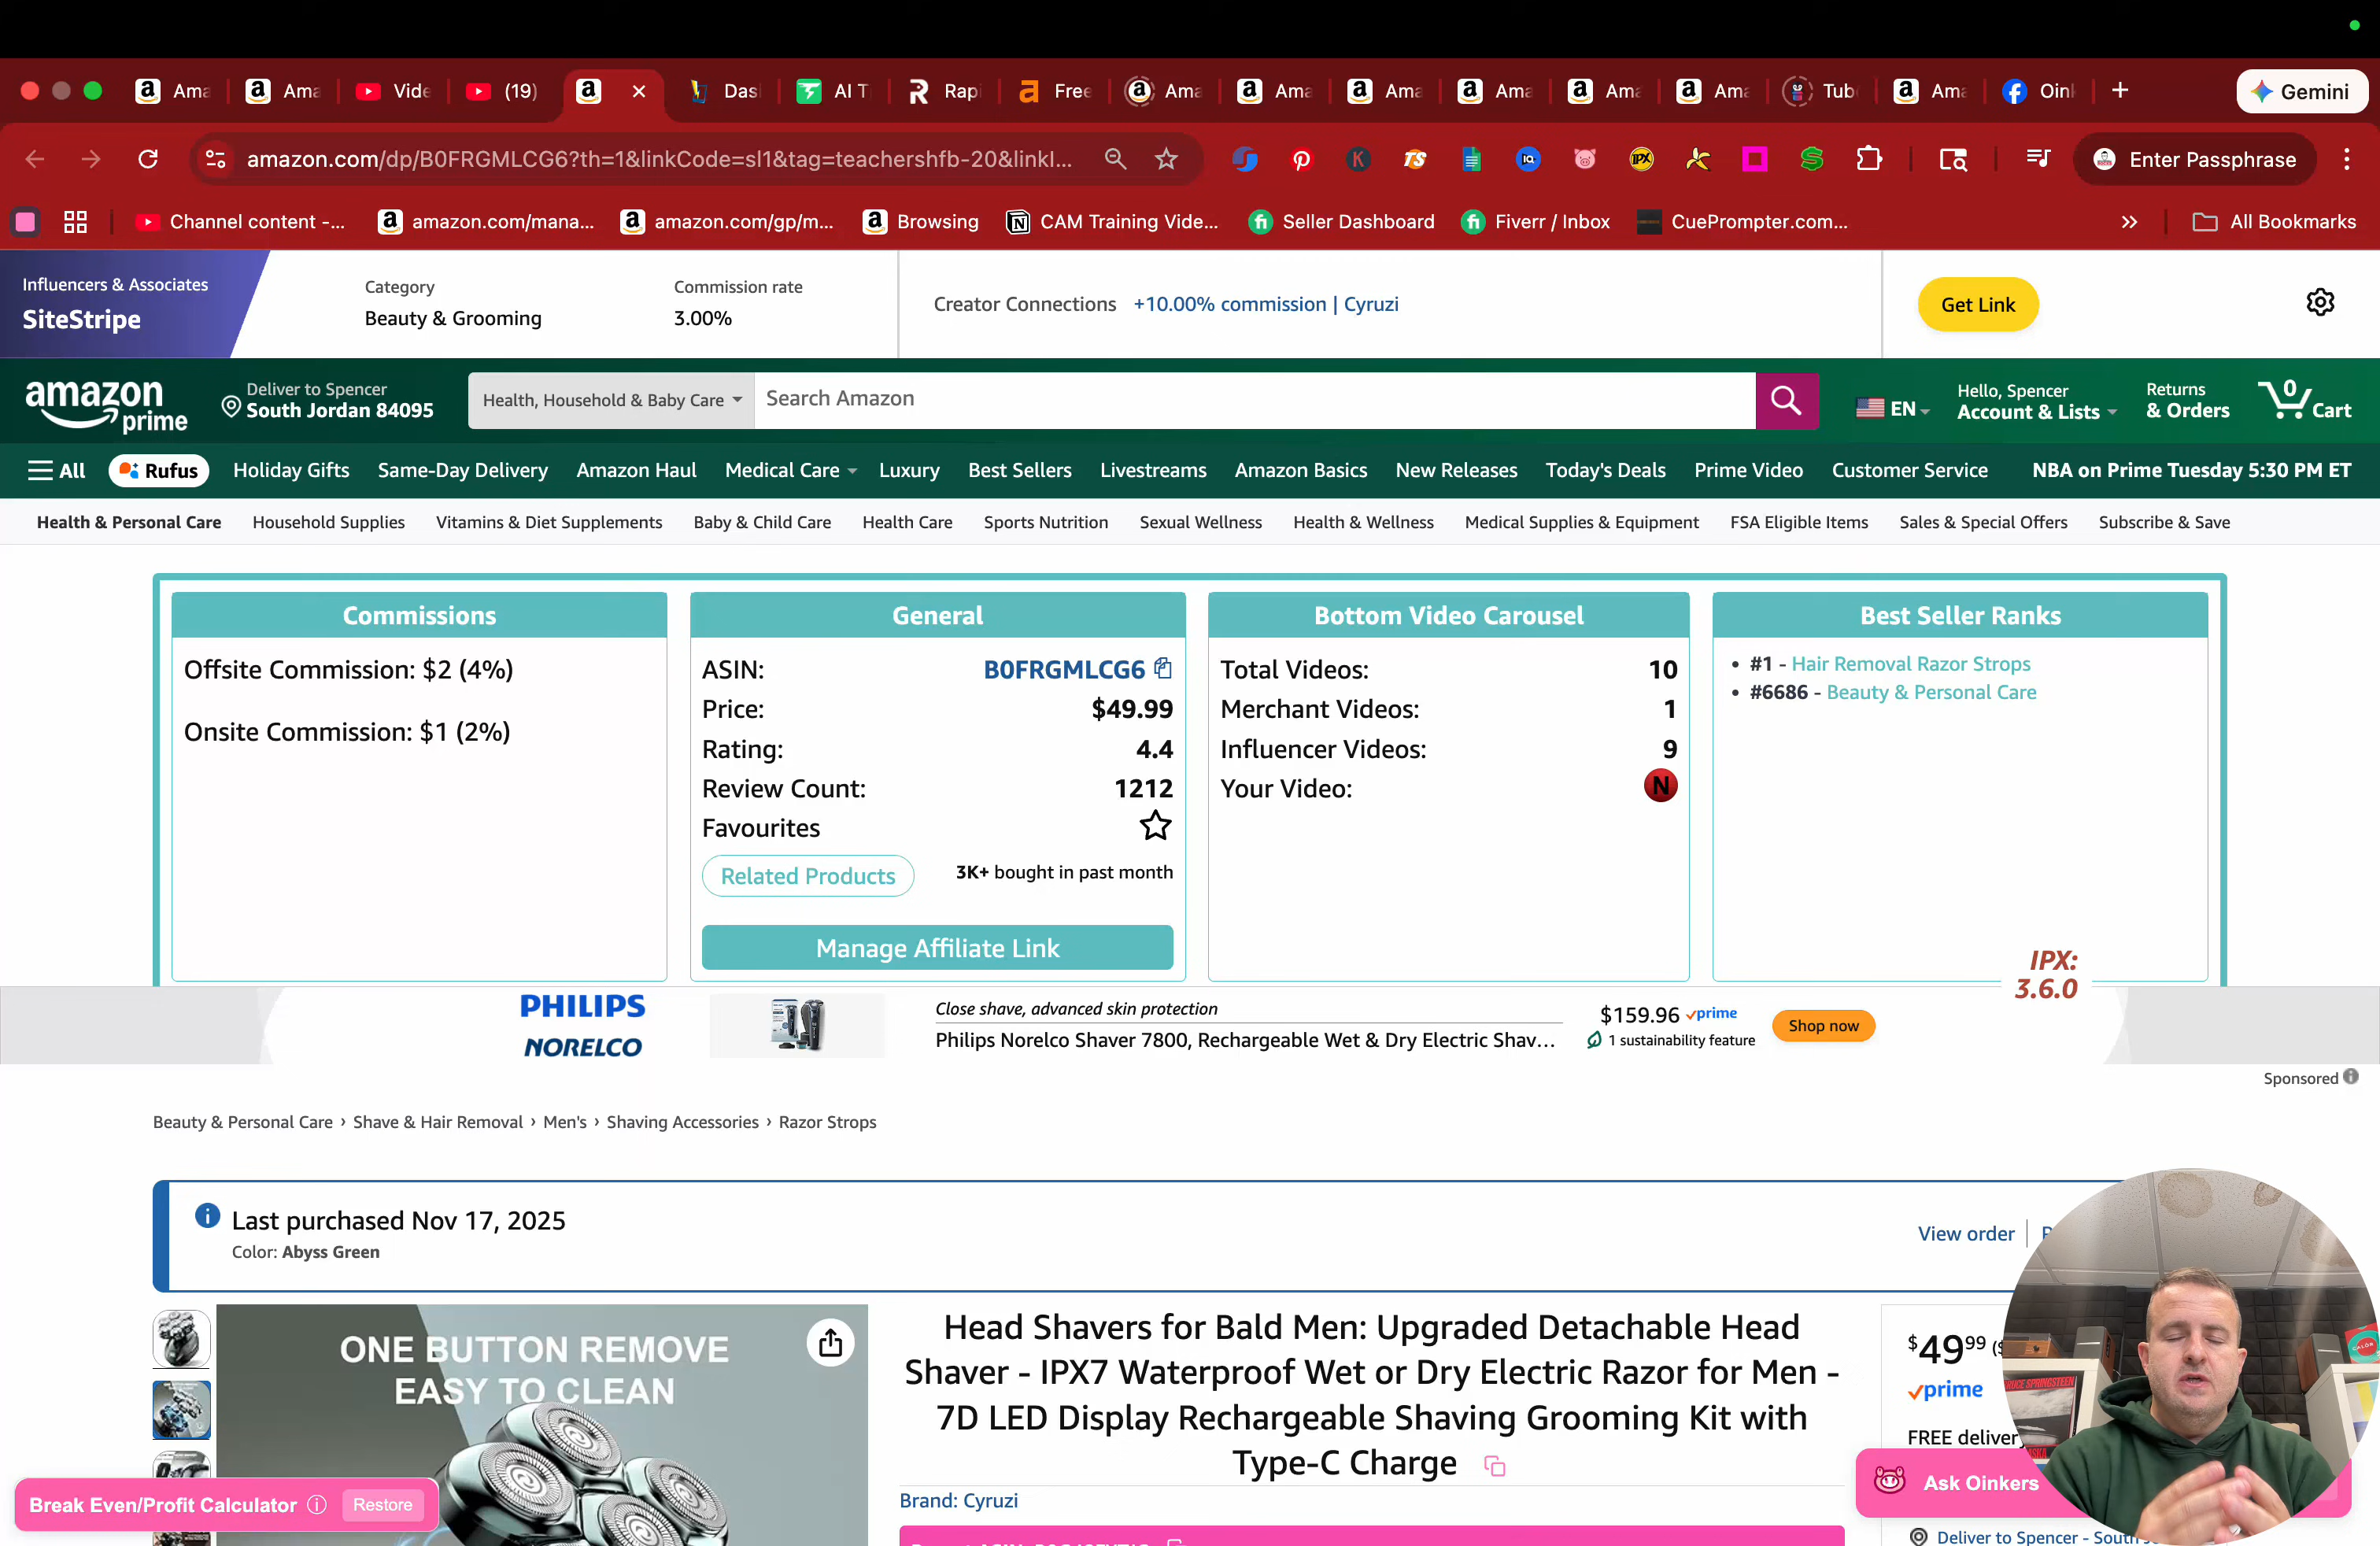 Ama
Ama
Vide
(19)
Das
AI T
Rapi
Free
Ama
Ama
Ama
Ama
Ama
Ama
Tub
Ama
Oin
Gemini
amazon.com/dp/B0FRGMLCG6?th=1&linkCode=sl1&tag=teachershfb-20&linkI...
Enter Passphrase
Channel content -...
amazon.com/mana...
amazon.com/gp/m...
Browsing
CAM Training Vide...
Seller Dashboard
Fiverr / Inbox
CuePrompter.com...
All Bookmarks
Influencers & Associates
SiteStripe
Category
Beauty & Grooming
Commission rate
3.00%
Creator Connections +10.00% commission | Cyruzi
Get Link
amazon prime
Deliver to Spencer
South Jordan 84095
Health, Household & Baby Care
Search Amazon
EN
Hello, Spencer
Account & Lists
Returns
& Orders
0
Cart
All
Rufus
Holiday Gifts
Same-Day Delivery
Amazon Haul
Medical Care
Luxury
Best Sellers
Livestreams
Amazon Basics
New Releases
Today's Deals
Prime Video
Customer Service
NBA on Prime Tuesday 5:30 PM ET
Health & Personal Care
Household Supplies
Vitamins & Diet Supplements
Baby & Child Care
Health Care
Sports Nutrition
Sexual Wellness
Health & Wellness
Medical Supplies & Equipment
FSA Eligible Items
Sales & Special Offers
Subscribe & Save
Commissions
Offsite Commission: $2 (4%)
Onsite Commission: $1 (2%)
General
ASIN: B0FRGMLCG6
Price: $49.99
Rating: 4.4
Review Count: 1212
Favourites
Related Products
3K+ bought in past month
Manage Affiliate Link
Bottom Video Carousel
Total Videos: 10
Merchant Videos: 1
Influencer Videos: 9
Your Video: N
Best Seller Ranks
#1 - Hair Removal Razor Strops
#6686 - Beauty & Personal Care
IPX:
3.6.0
PHILIPS
NORELCO
Close shave, advanced skin protection
Philips Norelco Shaver 7800, Rechargeable Wet & Dry Electric Shav...
$159.96 prime
1 sustainability feature
Shop now
Sponsored
Beauty & Personal Care › Shave & Hair Removal › Men's › Shaving Accessories › Razor Strops
Last purchased Nov 17, 2025
Color: Abyss Green
View order
ONE BUTTON REMOVE
EASY TO CLEAN
Head Shavers for Bald Men: Upgraded Detachable Head
Shaver - IPX7 Waterproof Wet or Dry Electric Razor for Men -
7D LED Display Rechargeable Shaving Grooming Kit with
Type-C Charge
Brand: Cyruzi
$49.99
prime
FREE deliver
Ask Oinkers
Deliver to Spencer - South
Break Even/Profit Calculator
Restore